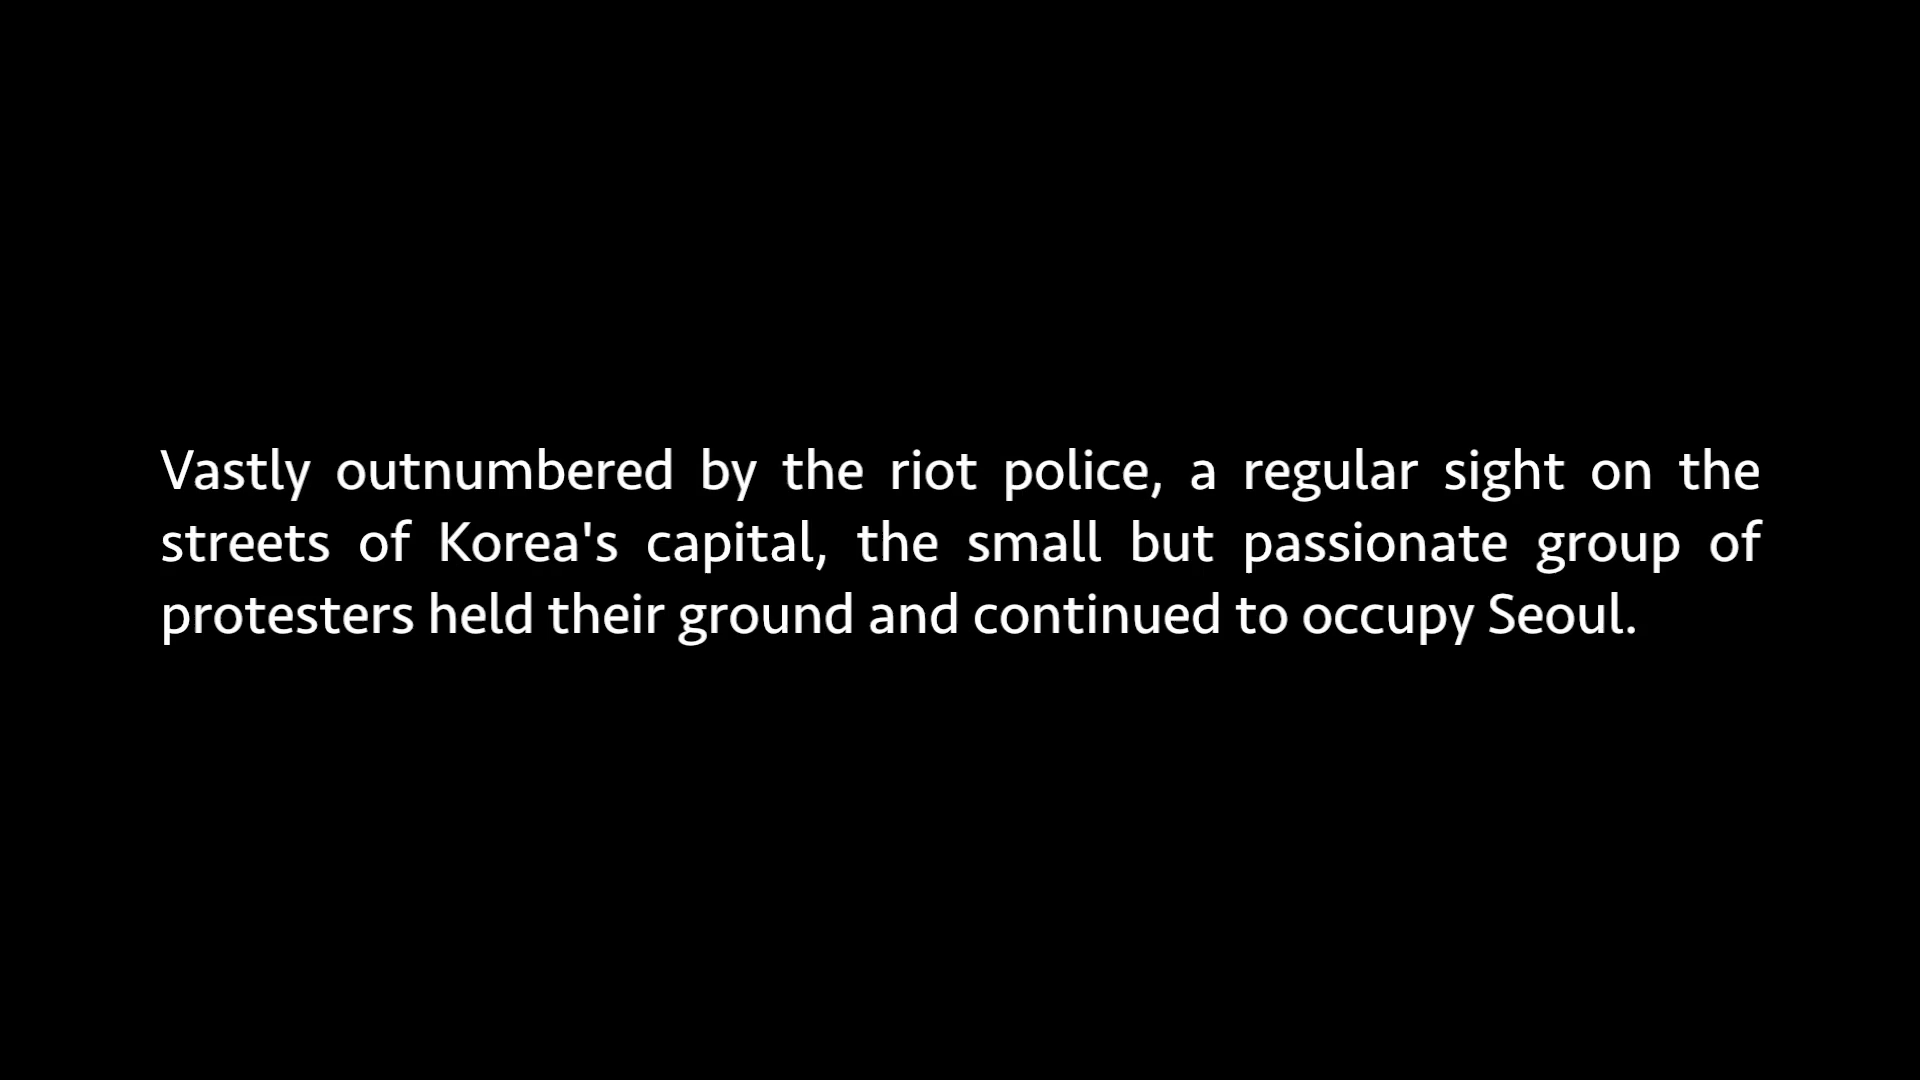 Vastly outnumbered by the riot police, a regular sight on the
streets of Korea's capital, the small but passionate group of
protesters held their ground and continued to occupy Seoul.